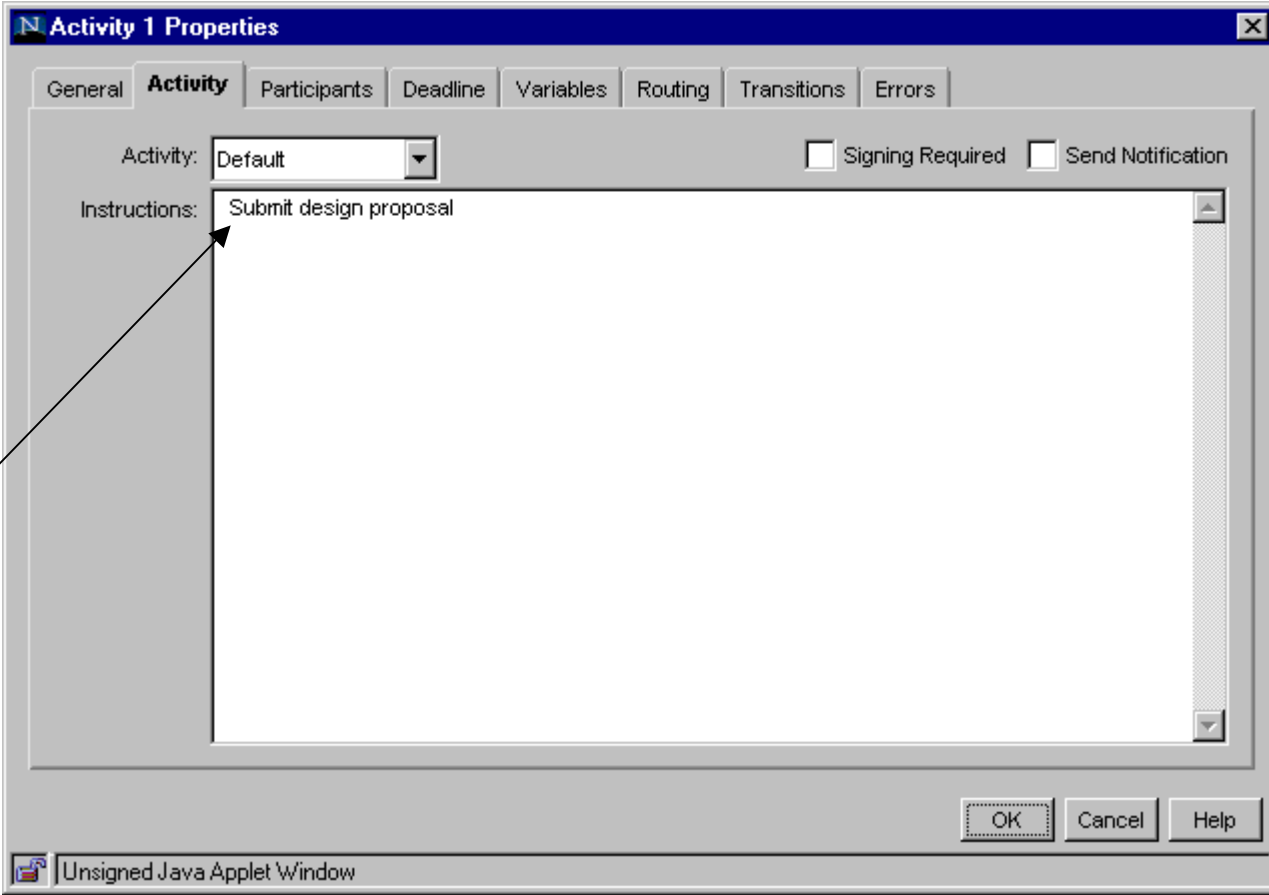 N Activity 1 Properties
General Activity Participants Deadline Variables Routing Transitions Errors
Activity: Default Signing Required Send Notification
Instructions: Submit design proposal
OK Cancel Help
Unsigned Java Applet Window